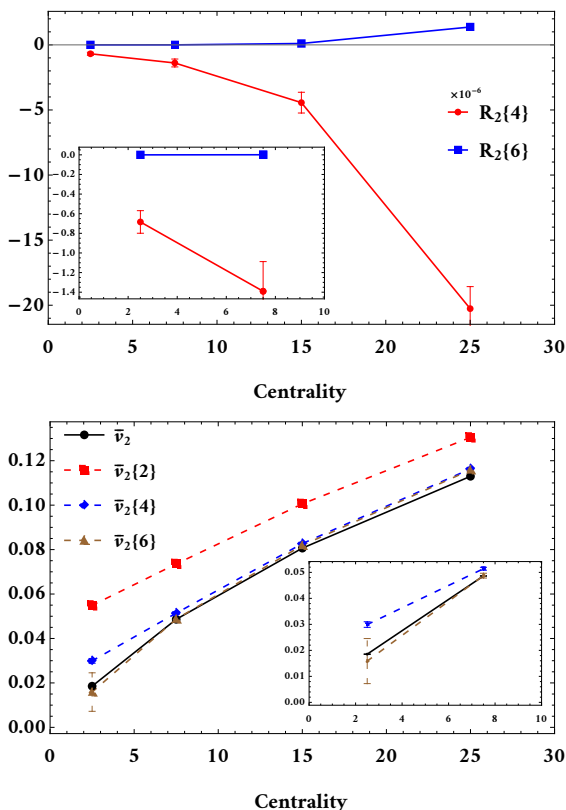 0
−5
−10
−15
−20
×10⁻⁶
R₂{4}
R₂{6}
0.0
−0.2
−0.4
−0.6
−0.8
−1.0
−1.2
−1.4
0 2 4 6 8 10
0 5 10 15 20 25 30
Centrality
0.12
0.10
0.08
0.06
0.04
0.02
0.00
v̄₂
v̄₂{2}
v̄₂{4}
v̄₂{6}
0.05
0.04
0.03
0.02
0.01
0.00
0 2 4 6 8 10
0 5 10 15 20 25 30
Centrality